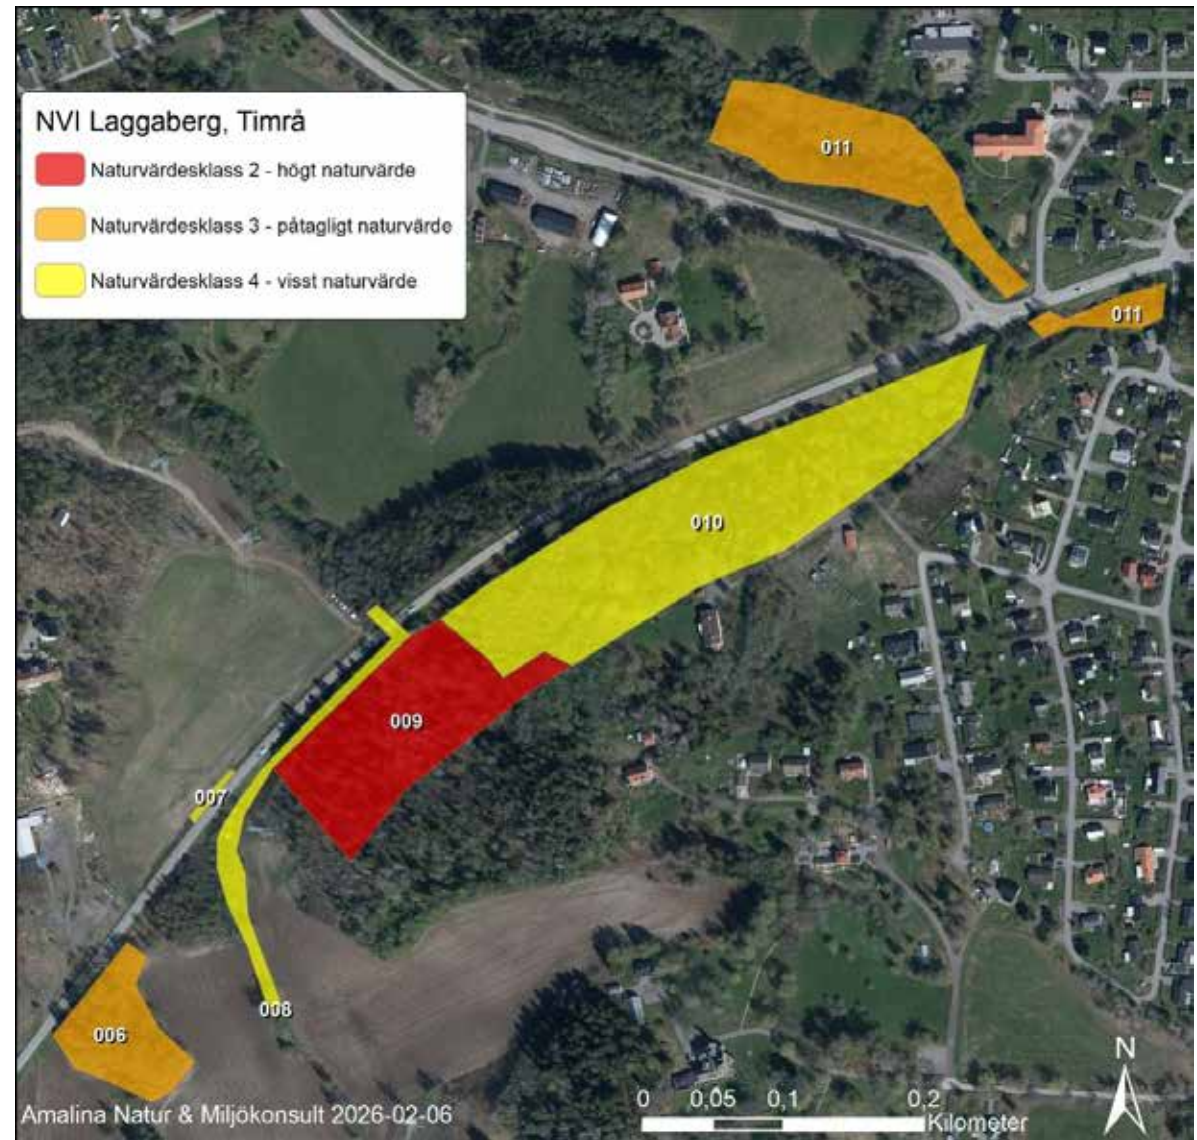 NVI Laggaberg, Timrå
Naturvärdesklass 2 - högt naturvärde
Naturvärdesklass 3 - påtagligt naturvärde
Naturvärdesklass 4 - visst naturvärde
011
011
010
009
007
008
006
N
0 0,05 0,1 0,2
Kilometer
Amalina Natur & Miljökonsult 2026-02-06